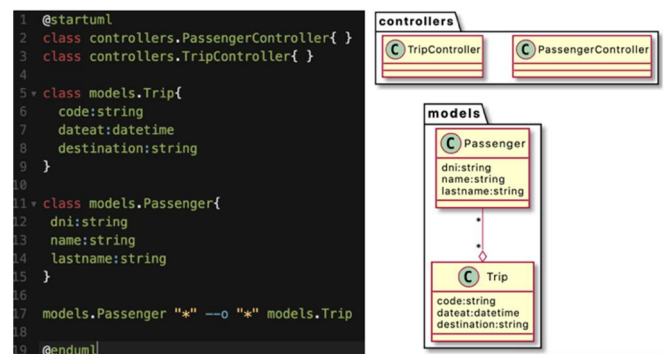 1 @startuml
2 class controllers.PassengerController{ }
3 class controllers.TripController{ }
4
5 class models.Trip{
6 code:string
7 dateat:datetime
8 destination:string
9 }
10
11 class models.Passenger{
12 dni:string
13 name:string
14 lastname:string
15 }
16
17 models.Passenger "*" --o "*" models.Trip
18
19 @enduml
controllers
C TripController
C PassengerController
models
C Passenger
dni:string
name:string
lastname:string
*
*
C Trip
code:string
dateat:datetime
destination:string